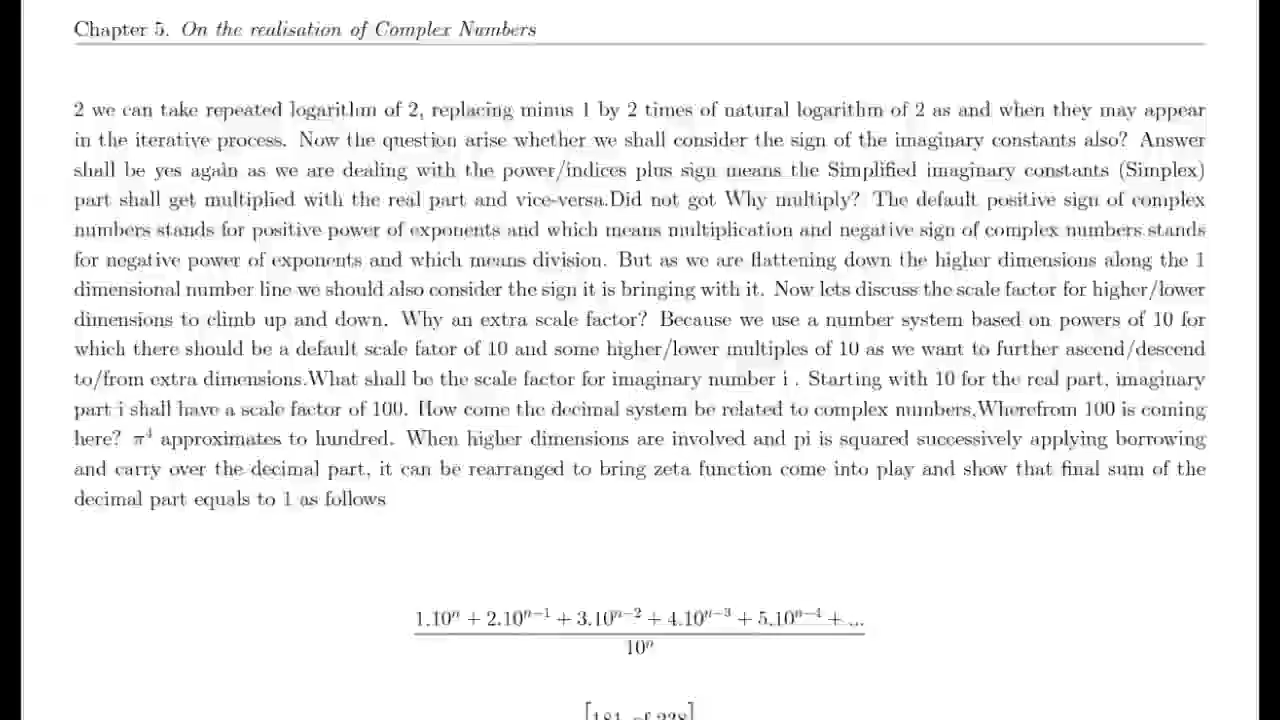 Chapter 5. On the realisation of Complex Numbers
2 we can take repeated logarithm of 2, replacing minus 1 by 2 times of natural logarithm of 2 as and when they may appear
in the iterative process. Now the question arise whether we shall consider the sign of the imaginary constants also? Answer
shall be yes again as we are dealing with the power/indices plus sign means the Simplified imaginary constants (Simplex)
part shall get multiplied with the real part and vice-versa.Did not got Why multiply? The default positive sign of complex
numbers stands for positive power of exponents and which means multiplication and negative sign of complex numbers stands
for negative power of exponents and which means division. But as we are flattening down the higher dimensions along the 1
dimensional number line we should also consider the sign it is bringing with it. Now lets discuss the scale factor for higher/lower
dimensions to climb up and down. Why an extra scale factor? Because we use a number system based on powers of 10 for
which there should be a default scale fator of 10 and some higher/lower multiples of 10 as we want to further ascend/descend
to/from extra dimensions.What shall be the scale factor for imaginary number i . Starting with 10 for the real part, imaginary
part i shall have a scale factor of 100. How come the decimal system be related to complex numbers,Wherefrom 100 is coming
here? π⁴ approximates to hundred. When higher dimensions are involved and pi is squared successively applying borrowing
and carry over the decimal part, it can be rearranged to bring zeta function come into play and show that final sum of the
decimal part equals to 1 as follows
1.10ⁿ + 2.10ⁿ⁻¹ + 3.10ⁿ⁻² + 4.10ⁿ⁻³ + 5.10ⁿ⁻⁴ + ...
10ⁿ
[181 of 228]